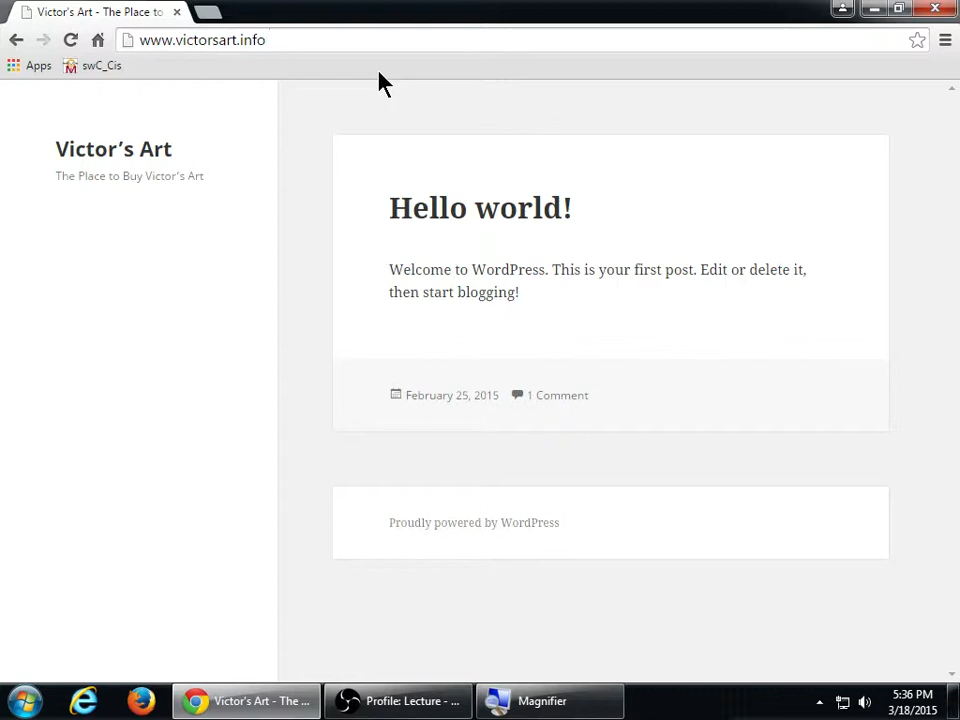 Victor's Art - The Place to
www.victorsart.info
Apps
swC_Cis
Victor's Art
The Place to Buy Victor's Art
Hello world!
Welcome to WordPress. This is your first post. Edit or delete it,
then start blogging!
February 25, 2015
1 Comment
Proudly powered by WordPress
Victor's Art - The ...
Profile: Lecture - ...
Magnifier
5:36 PM
3/18/2015